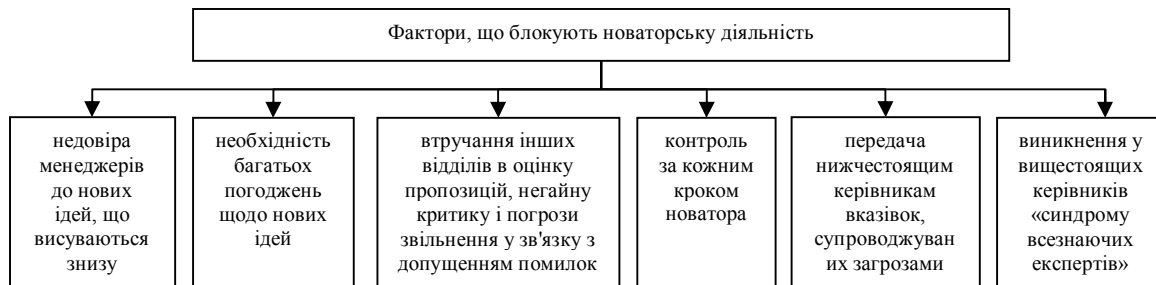 Фактори, що блокують новаторську діяльність
недовіра
менеджерів
до нових
ідей, що
висуваються
знизу
необхідність
багатьох
погоджень
щодо нових
ідей
втручання інших
відділів в оцінку
пропозицій, негайну
критику і погрози
звільнення у зв'язку з
допущенням помилок
контроль
за кожним
кроком
новатора
передача
нижчестоящим
керівникам
вказівок,
супроводжуван
их загрозами
виникнення у
вищестоящих
керівників
«синдрому
всезнаючих
експертів»